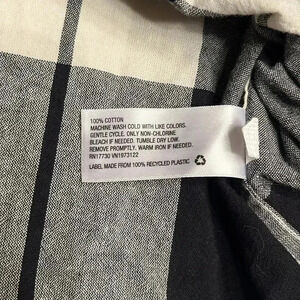 100% COTTON
MACHINE WASH COLD WITH LIKE COLORS.
GENTLE CYCLE. ONLY NON-CHLORINE
BLEACH IF NEEDED. TUMBLE DRY LOW.
REMOVE PROMPTLY. WARM IRON IF NEEDED.
RN17730 VN1973122
LABEL MADE FROM 100% RECYCLED PLASTIC